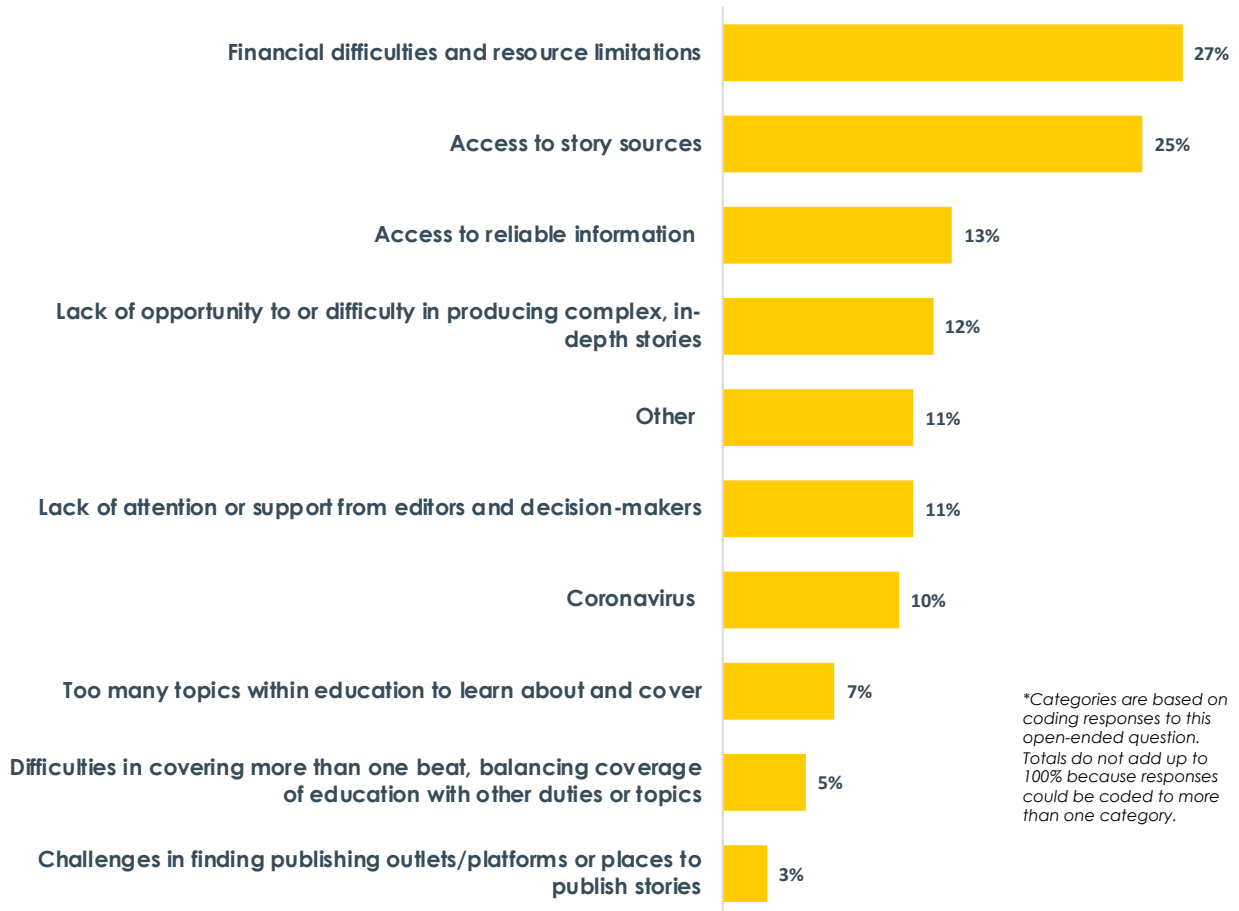 Financial difficulties and resource limitations
27%
Access to story sources
25%
Access to reliable information
13%
Lack of opportunity to or difficulty in producing complex, in-
depth stories
12%
Other
11%
Lack of attention or support from editors and decision-makers
11%
Coronavirus
10%
Too many topics within education to learn about and cover
7%
Difficulties in covering more than one beat, balancing coverage
of education with other duties or topics
5%
Challenges in finding publishing outlets/platforms or places to
publish stories
3%
*Categories are based on
coding responses to this
open-ended question.
Totals do not add up to
100% because responses
could be coded to more
than one category.